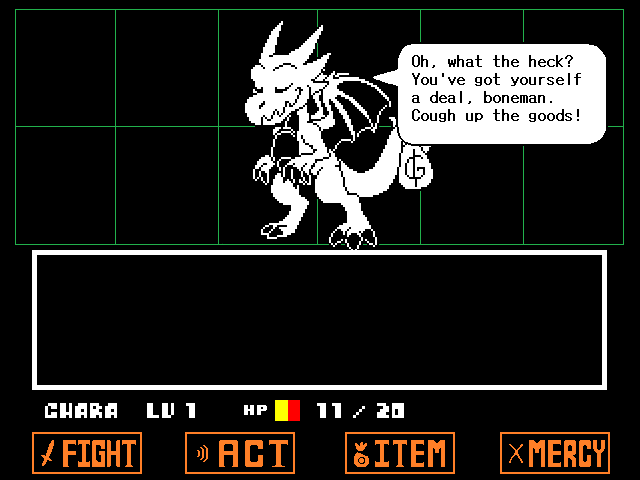 Oh, what the heck?
You've got yourself
a deal, boneman.
Cough up the goods!
G
CHARA LV 1 HP 11 / 20
FIGHT ACT ITEM MERCY